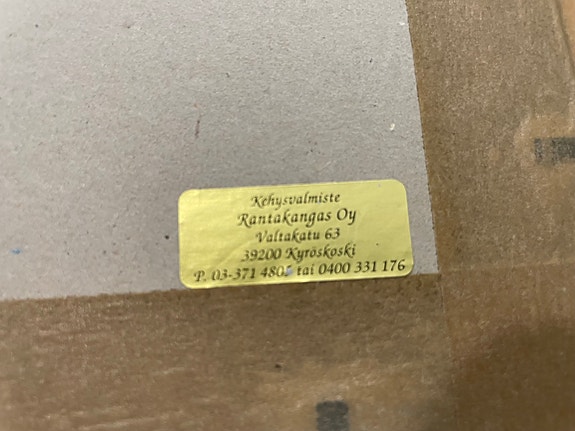 Kehysvalmiste
Rantakangas Oy
Valtakatu 63
39200 Kyröskoski
P. 03-371 480 tai 0400 331 176